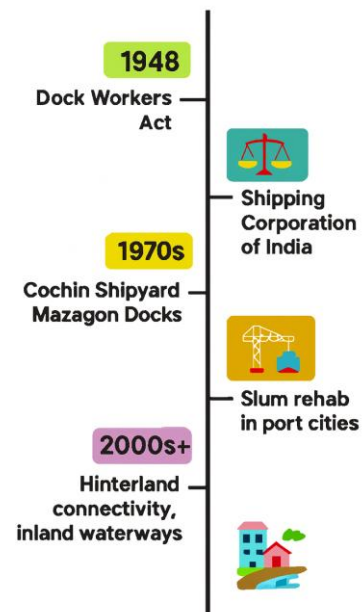 1948
Dock Workers
Act
Shipping
Corporation
of India
1970s
Cochin Shipyard
Mazagon Docks
Slum rehab
in port cities
2000s+
Hinterland
connectivity,
inland waterways